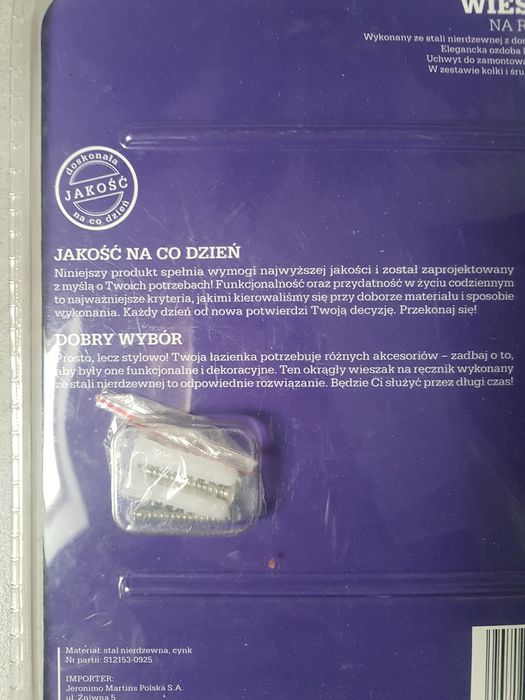 WIES
NA R
Wykonany ze stali nierdzewnej z dos
Elegancka ozdoba
Uchwyt do zamontowa
W zestawie kołki i śru
doskonała
JAKOŚĆ
na co dzień
JAKOŚĆ NA CO DZIEŃ
Niniejszy produkt spełnia wymogi najwyższej jakości i został zaprojektowany
z myślą o Twoich potrzebach! Funkcjonalność oraz przydatność w życiu codziennym
to najważniejsze kryteria, jakimi kierowaliśmy się przy doborze materiału i sposobie
wykonania. Każdy dzień od nowa potwierdzi Twoją decyzję. Przekonaj się!
DOBRY WYBÓR
Prosto, lecz stylowo! Twoja łazienka potrzebuje różnych akcesoriów – zadbaj o to,
aby były one funkcjonalne i dekoracyjne. Ten okrągły wieszak na ręcznik wykonany
ze stali nierdzewnej to odpowiednie rozwiązanie. Będzie Ci służyć przez długi czas!
Materiał: stal nierdzewna, cynk
Nr partii: S12153-0925
IMPORTER:
Jeronimo Martins Polska S.A.
ul. Żniwna 5